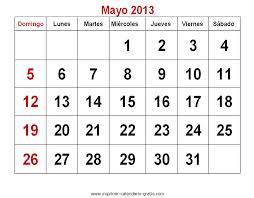 Mayo 2013
Domingo Lunes Martes Miércoles Jueves Viernes Sábado
1 2 3 4
5 6 7 8 9 10 11
12 13 14 15 16 17 18
19 20 21 22 23 24 25
26 27 28 29 30 31
www.imprimir-calendario-gratis.com